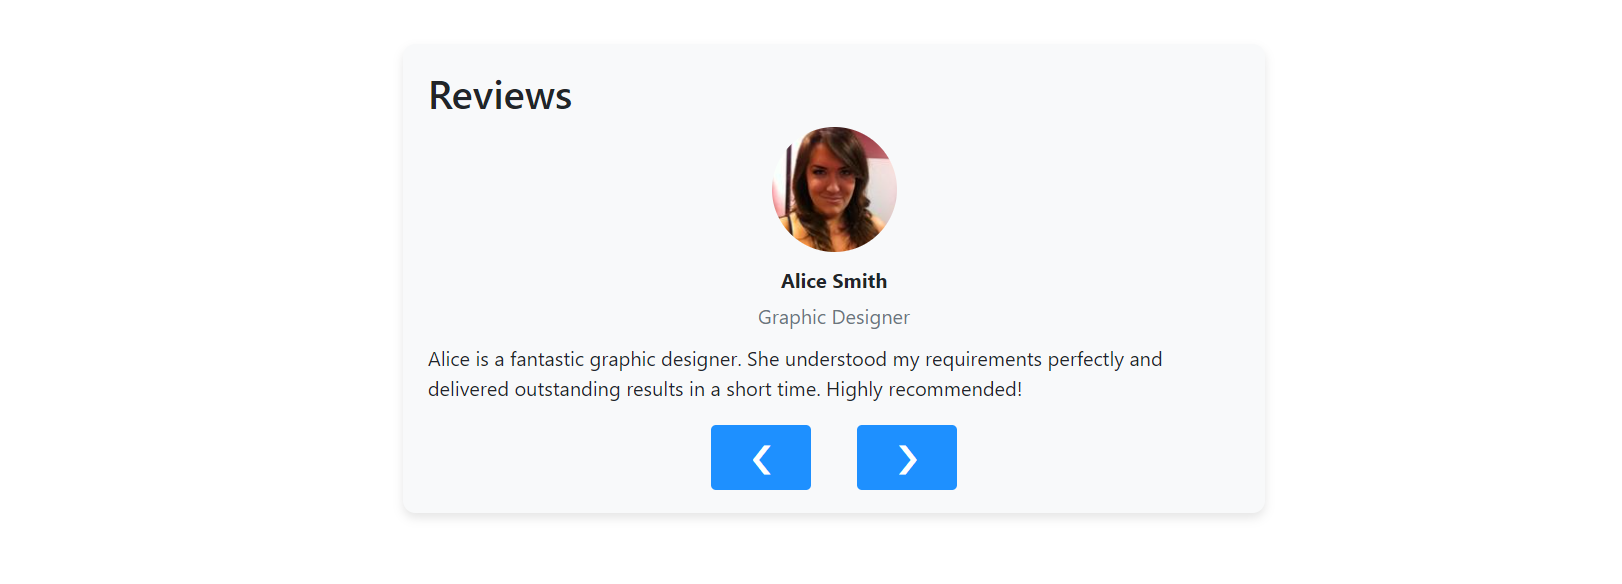 Reviews
Alice Smith
Graphic Designer
Alice is a fantastic graphic designer. She understood my requirements perfectly and
delivered outstanding results in a short time. Highly recommended!